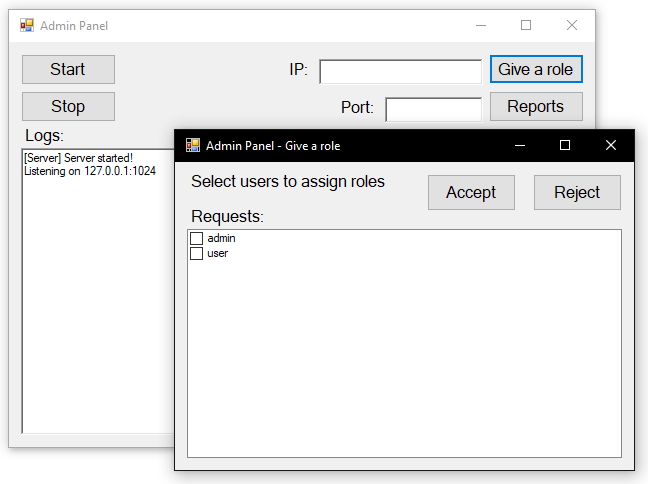 Admin Panel
Start
IP:
Give a role
Stop
Port:
Reports
Logs:
[Server] Server started!
Listening on 127.0.0.1:1024
Admin Panel - Give a role
Select users to assign roles
Accept
Reject
Requests:
admin
user